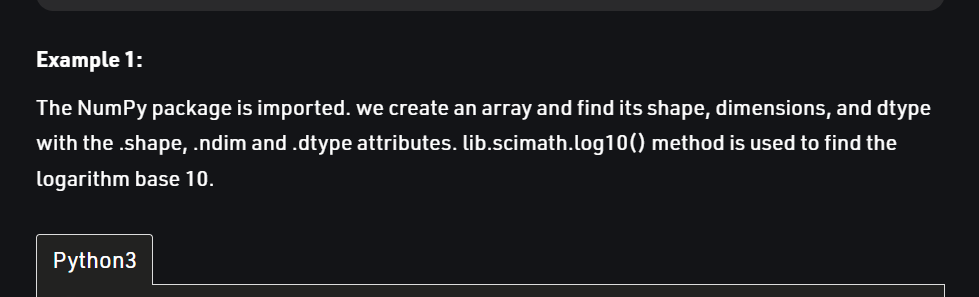 Example 1:
The NumPy package is imported. we create an array and find its shape, dimensions, and dtype
with the .shape, .ndim and .dtype attributes. lib.scimath.log10() method is used to find the
logarithm base 10.
Python3